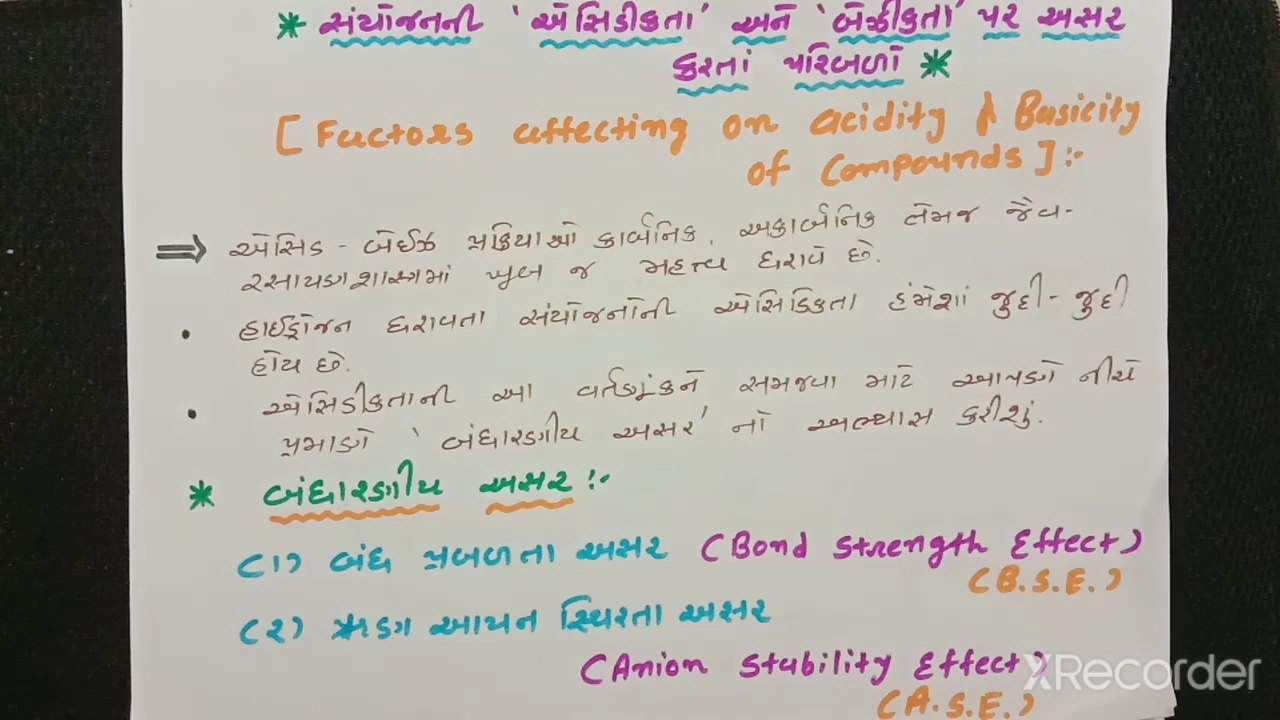 * સંયોજનની ‘એસિડીકતા’ અને ‘બેઝીકતા’ પર અસર
કરતાં પરિબળો *
[ Factors affecting on acidity & Basicity
of Compounds ] :-
⇒ એસિડ - બેઈઝ પ્રક્રિયાઓ કાર્બનિક, અકાર્બનિક તેમજ જૈવ-
રસાયણશાસ્ત્રમાં ખૂબ જ મહત્વ ધરાવે છે.
• હાઈડ્રોજન ધરાવતા સંયોજનોની એસિડિકતા હંમેશાં જુદી - જુદી
હોય છે.
• એસિડીકતાની આ વર્તણૂંકને સમજવા માટે આપણે નીચે
પ્રમાણે ‘બંધારણીય અસર’ નો અભ્યાસ કરીશું.
* બંધારણીય અસર :-
(૧) બંધ પ્રબળતા અસર (Bond Strength Effect)
(B.S.E.)
(૨) ઋણ આયન સ્થિરતા અસર
(Anion Stability Effect)
(A.S.E.)
XRecorder